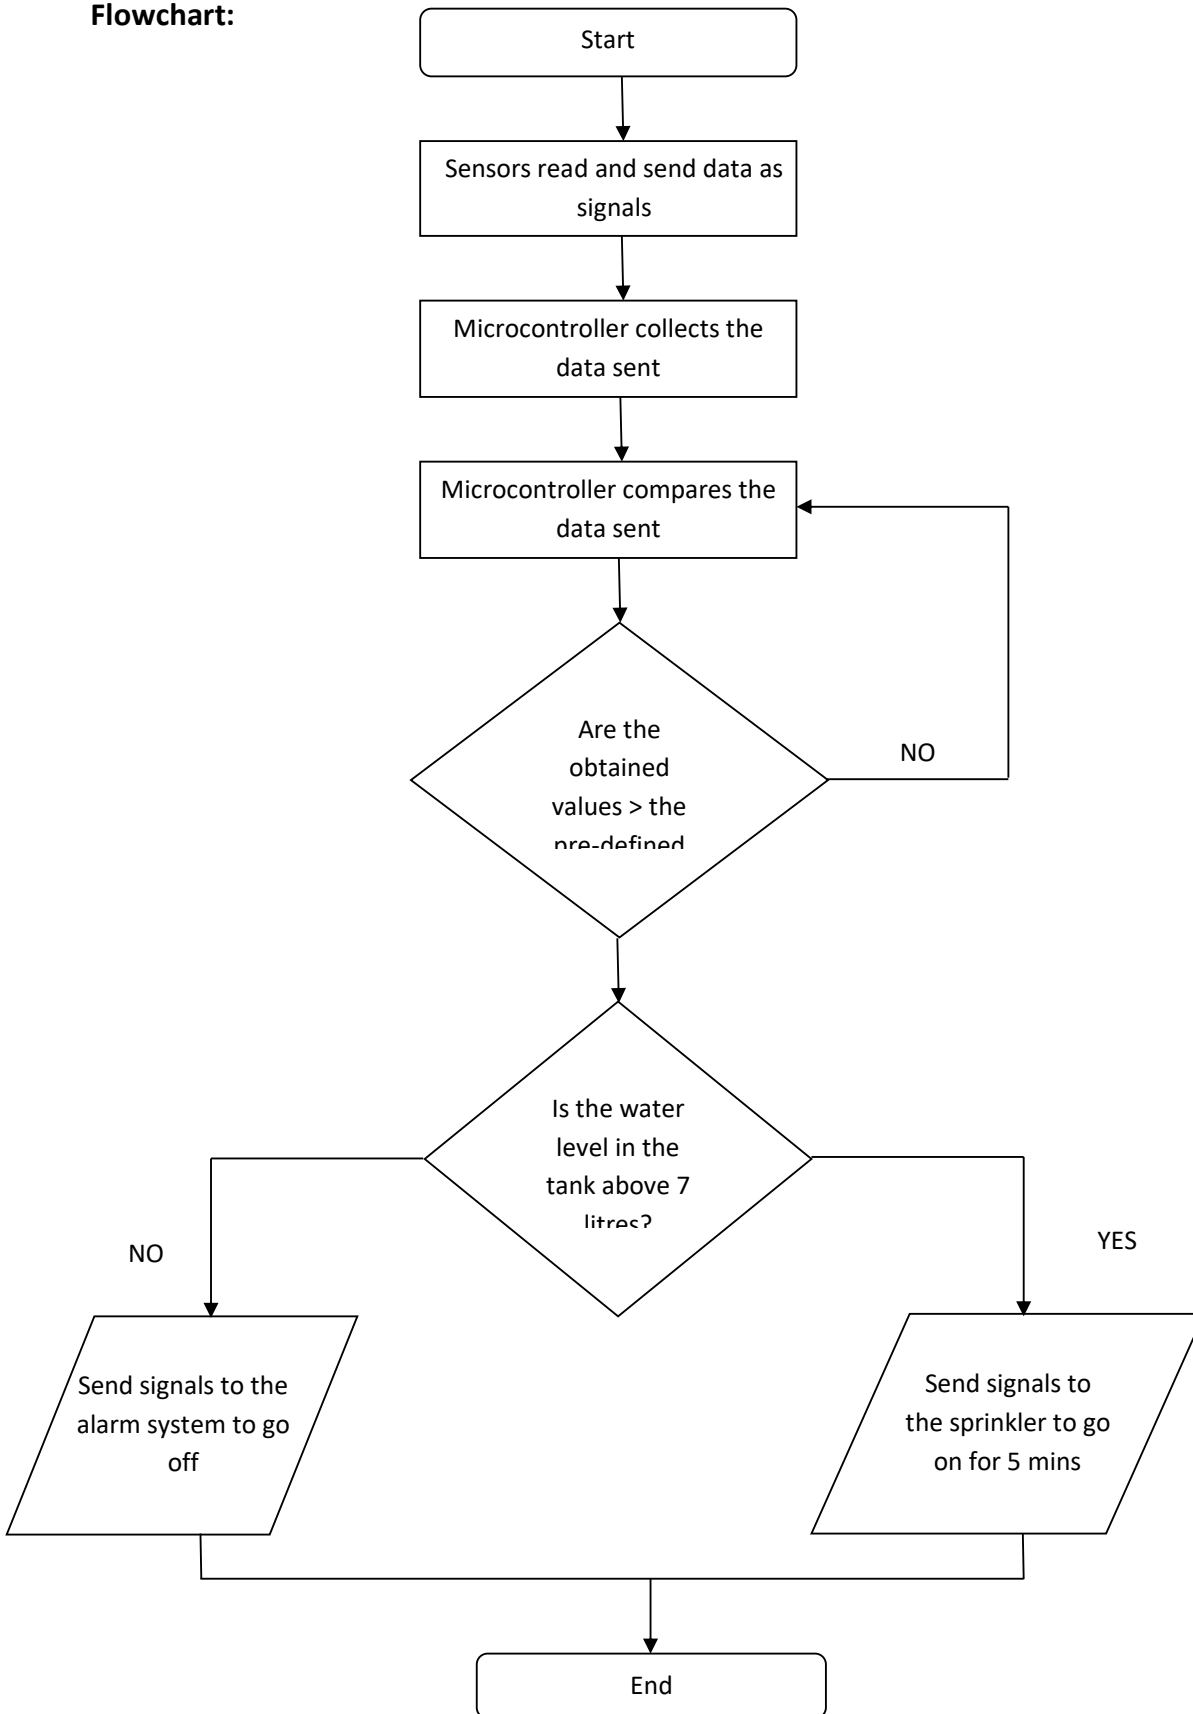 Flowchart:
Start
Sensors read and send data as
signals
Microcontroller collects the
data sent
Microcontroller compares the
data sent
Are the
obtained
values > the
pre-defined
NO
Is the water
level in the
tank above 7
litres?
NO
YES
Send signals to the
alarm system to go
off
Send signals to
the sprinkler to go
on for 5 mins
End